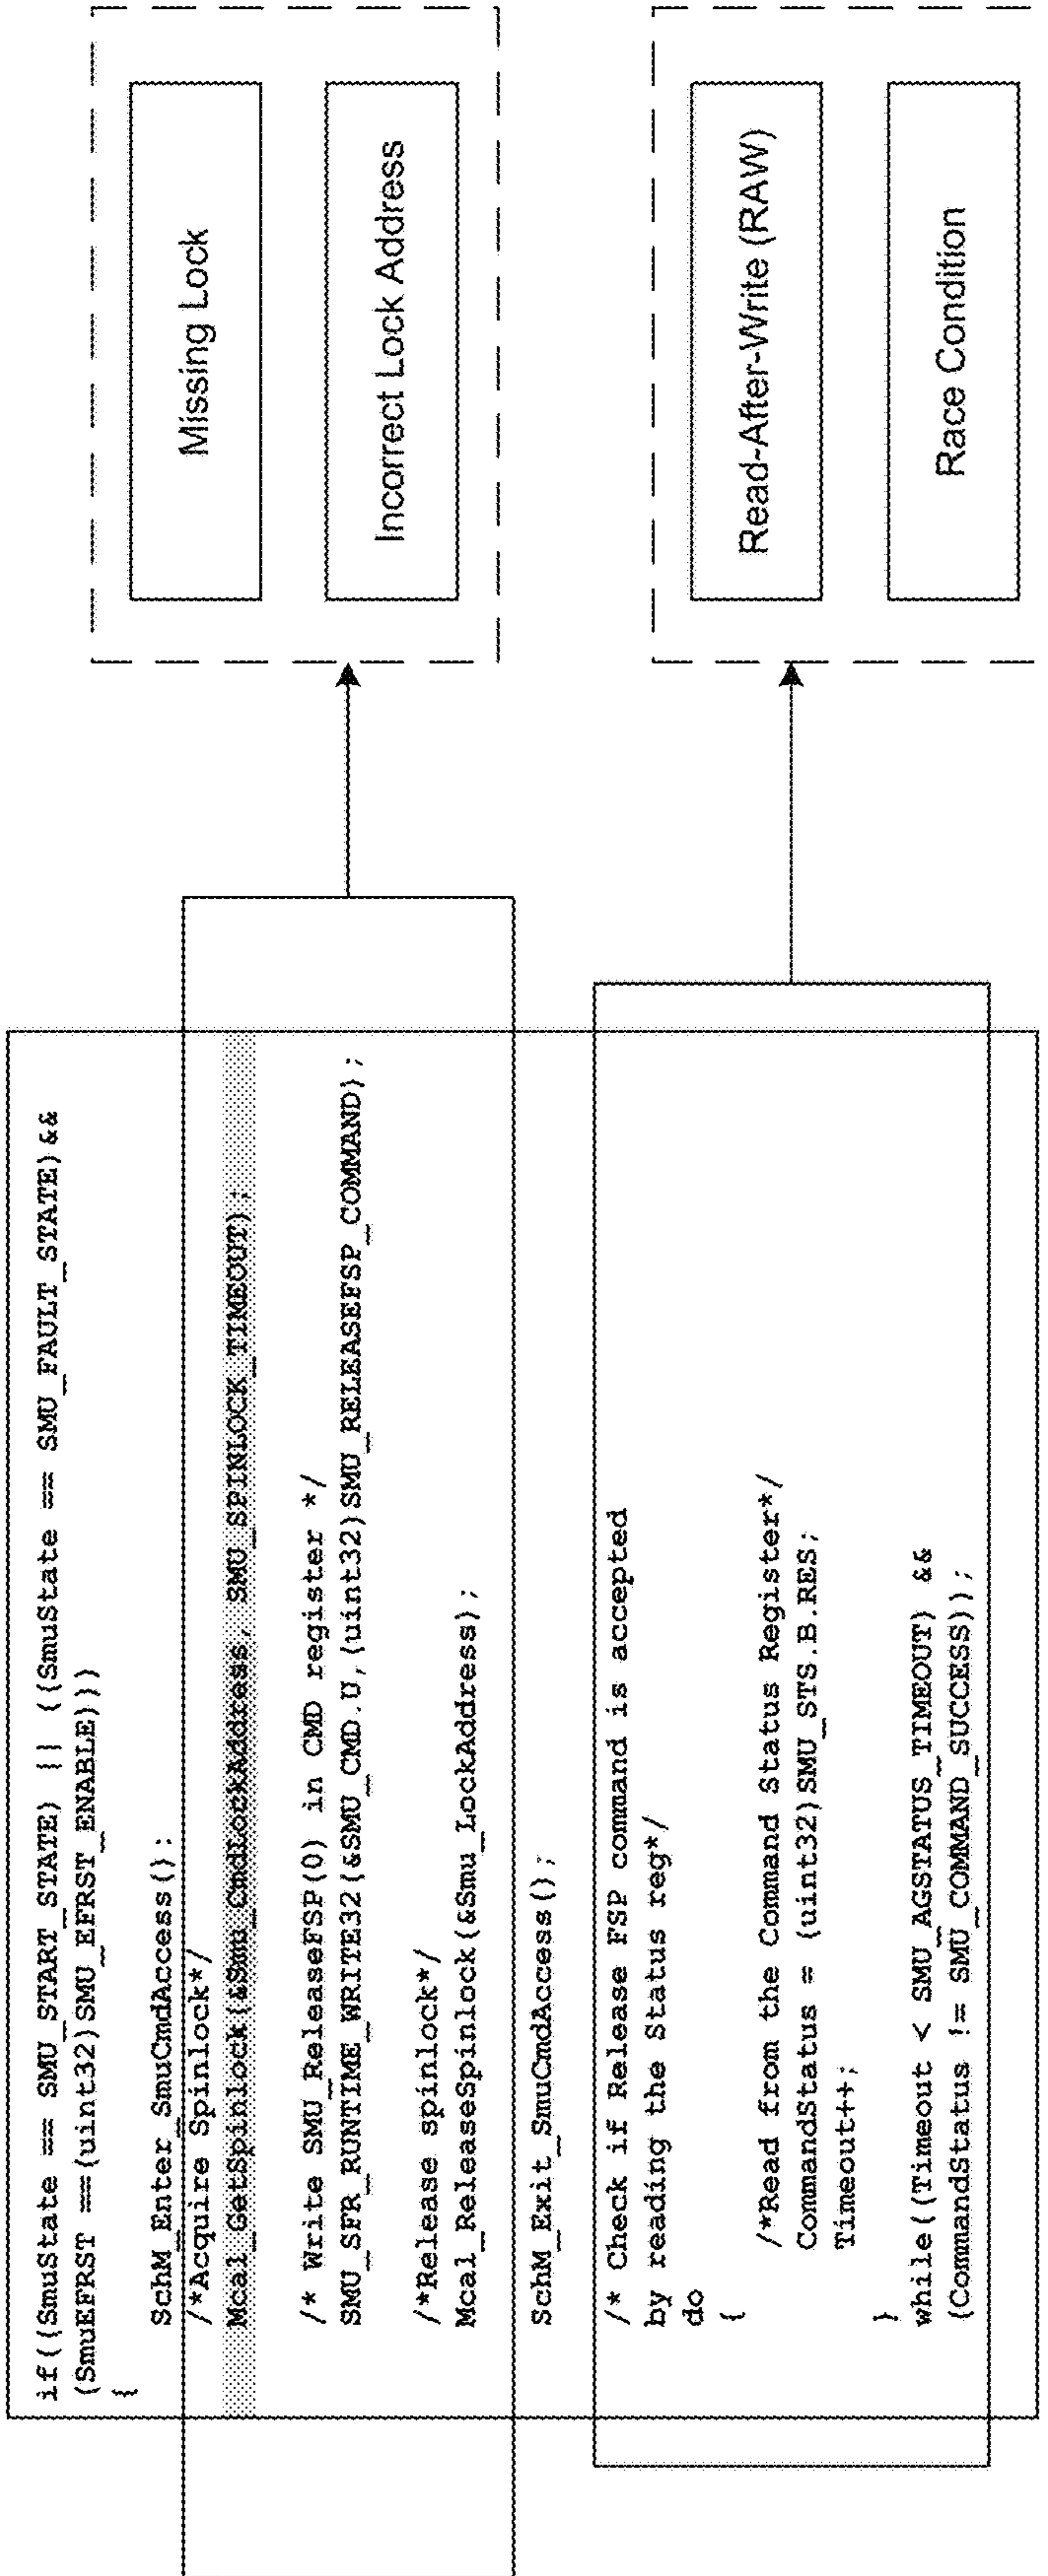 if((SmuState == SMU_START_STATE) || ((SmuState == SMU_FAULT_STATE)&&
(SmuEFRST ==(uint32)SMU_EFRST_ENABLE)))
{
SchM_Enter_SmuCmdAccess();
/*Acquire Spinlock*/
Mcal_GetSpinlock(&Smu_CmdLockAddress, SMU_SPINLOCK_TIMEOUT);
/* Write SMU_ReleaseFSP(0) in CMD register */
SMU_SFR_RUNTIME_WRITE32(&SMU_CMD.U,(uint32)SMU_RELEASEFSP_COMMAND);
/*Release spinlock*/
Mcal_ReleaseSpinlock(&Smu_LockAddress);
SchM_Exit_SmuCmdAccess();
/* Check if Release FSP command is accepted
by reading the Status reg*/
do
{
/*Read from the Command Status Register*/
CommandStatus = (uint32)SMU_STS.B.RES;
Timeout++;
}
while((Timeout < SMU_AGSTATUS_TIMEOUT) &&
(CommandStatus != SMU_COMMAND_SUCCESS));
Missing Lock
Incorrect Lock Address
Read-After-Write (RAW)
Race Condition